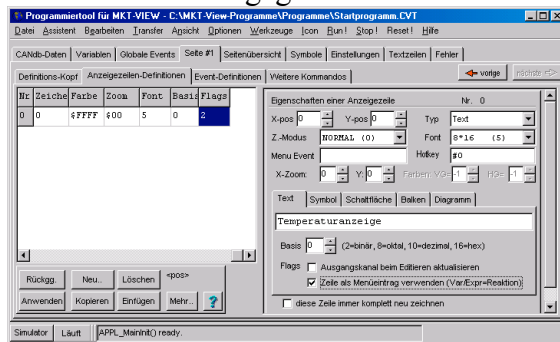 Programmiertool für MKT-VIEW - C:\MKT-View-Programme\Programme\Startprogramm.CVT
Datei Assistent Bgarbeiten Transfer Agsicht Optionen Werkzeuge Icon Run! Stop! Reset! Hilfe
CANdb-Daten Variablen Globale Events Seite #1 Seitenübersicht Symbole Einstellungen Textzeilen Fehler
Definitions-Kopf Anzeigezeilen-Definitionen Event-Definitionen Weitere Kommandos vorige nächste
Nr Zeiche Farbe Zoom Font Basis Flags
0 0 $FFFF $00 5 0 2
Eigenschaften einer Anzeigezeile Nr. 0
X-pos 0 Y-pos 0 Typ Text
Z.-Modus NORMAL (0) Font 8*16 (5)
Menu Event Hotkey #0
X-Zoom: 0 Y: 0 Farben: VG= -1 HG= -1
Text Symbol Schaltfläche Balken Diagramm
Temperaturanzeige
Basis 0 (2=binär, 8=oktal, 10=dezimal, 16=hex)
Flags Ausgangskanal beim Editieren aktualisieren
Zeile als Menüeintrag verwenden (Var/Expr=Reaktion)
diese Zeile immer komplett neu zeichnen
Rückgg. Neu.. Löschen <pos>
Anwenden Kopieren Einfügen Mehr.. ?
Simulator Läuft APPL_MainInit() ready.